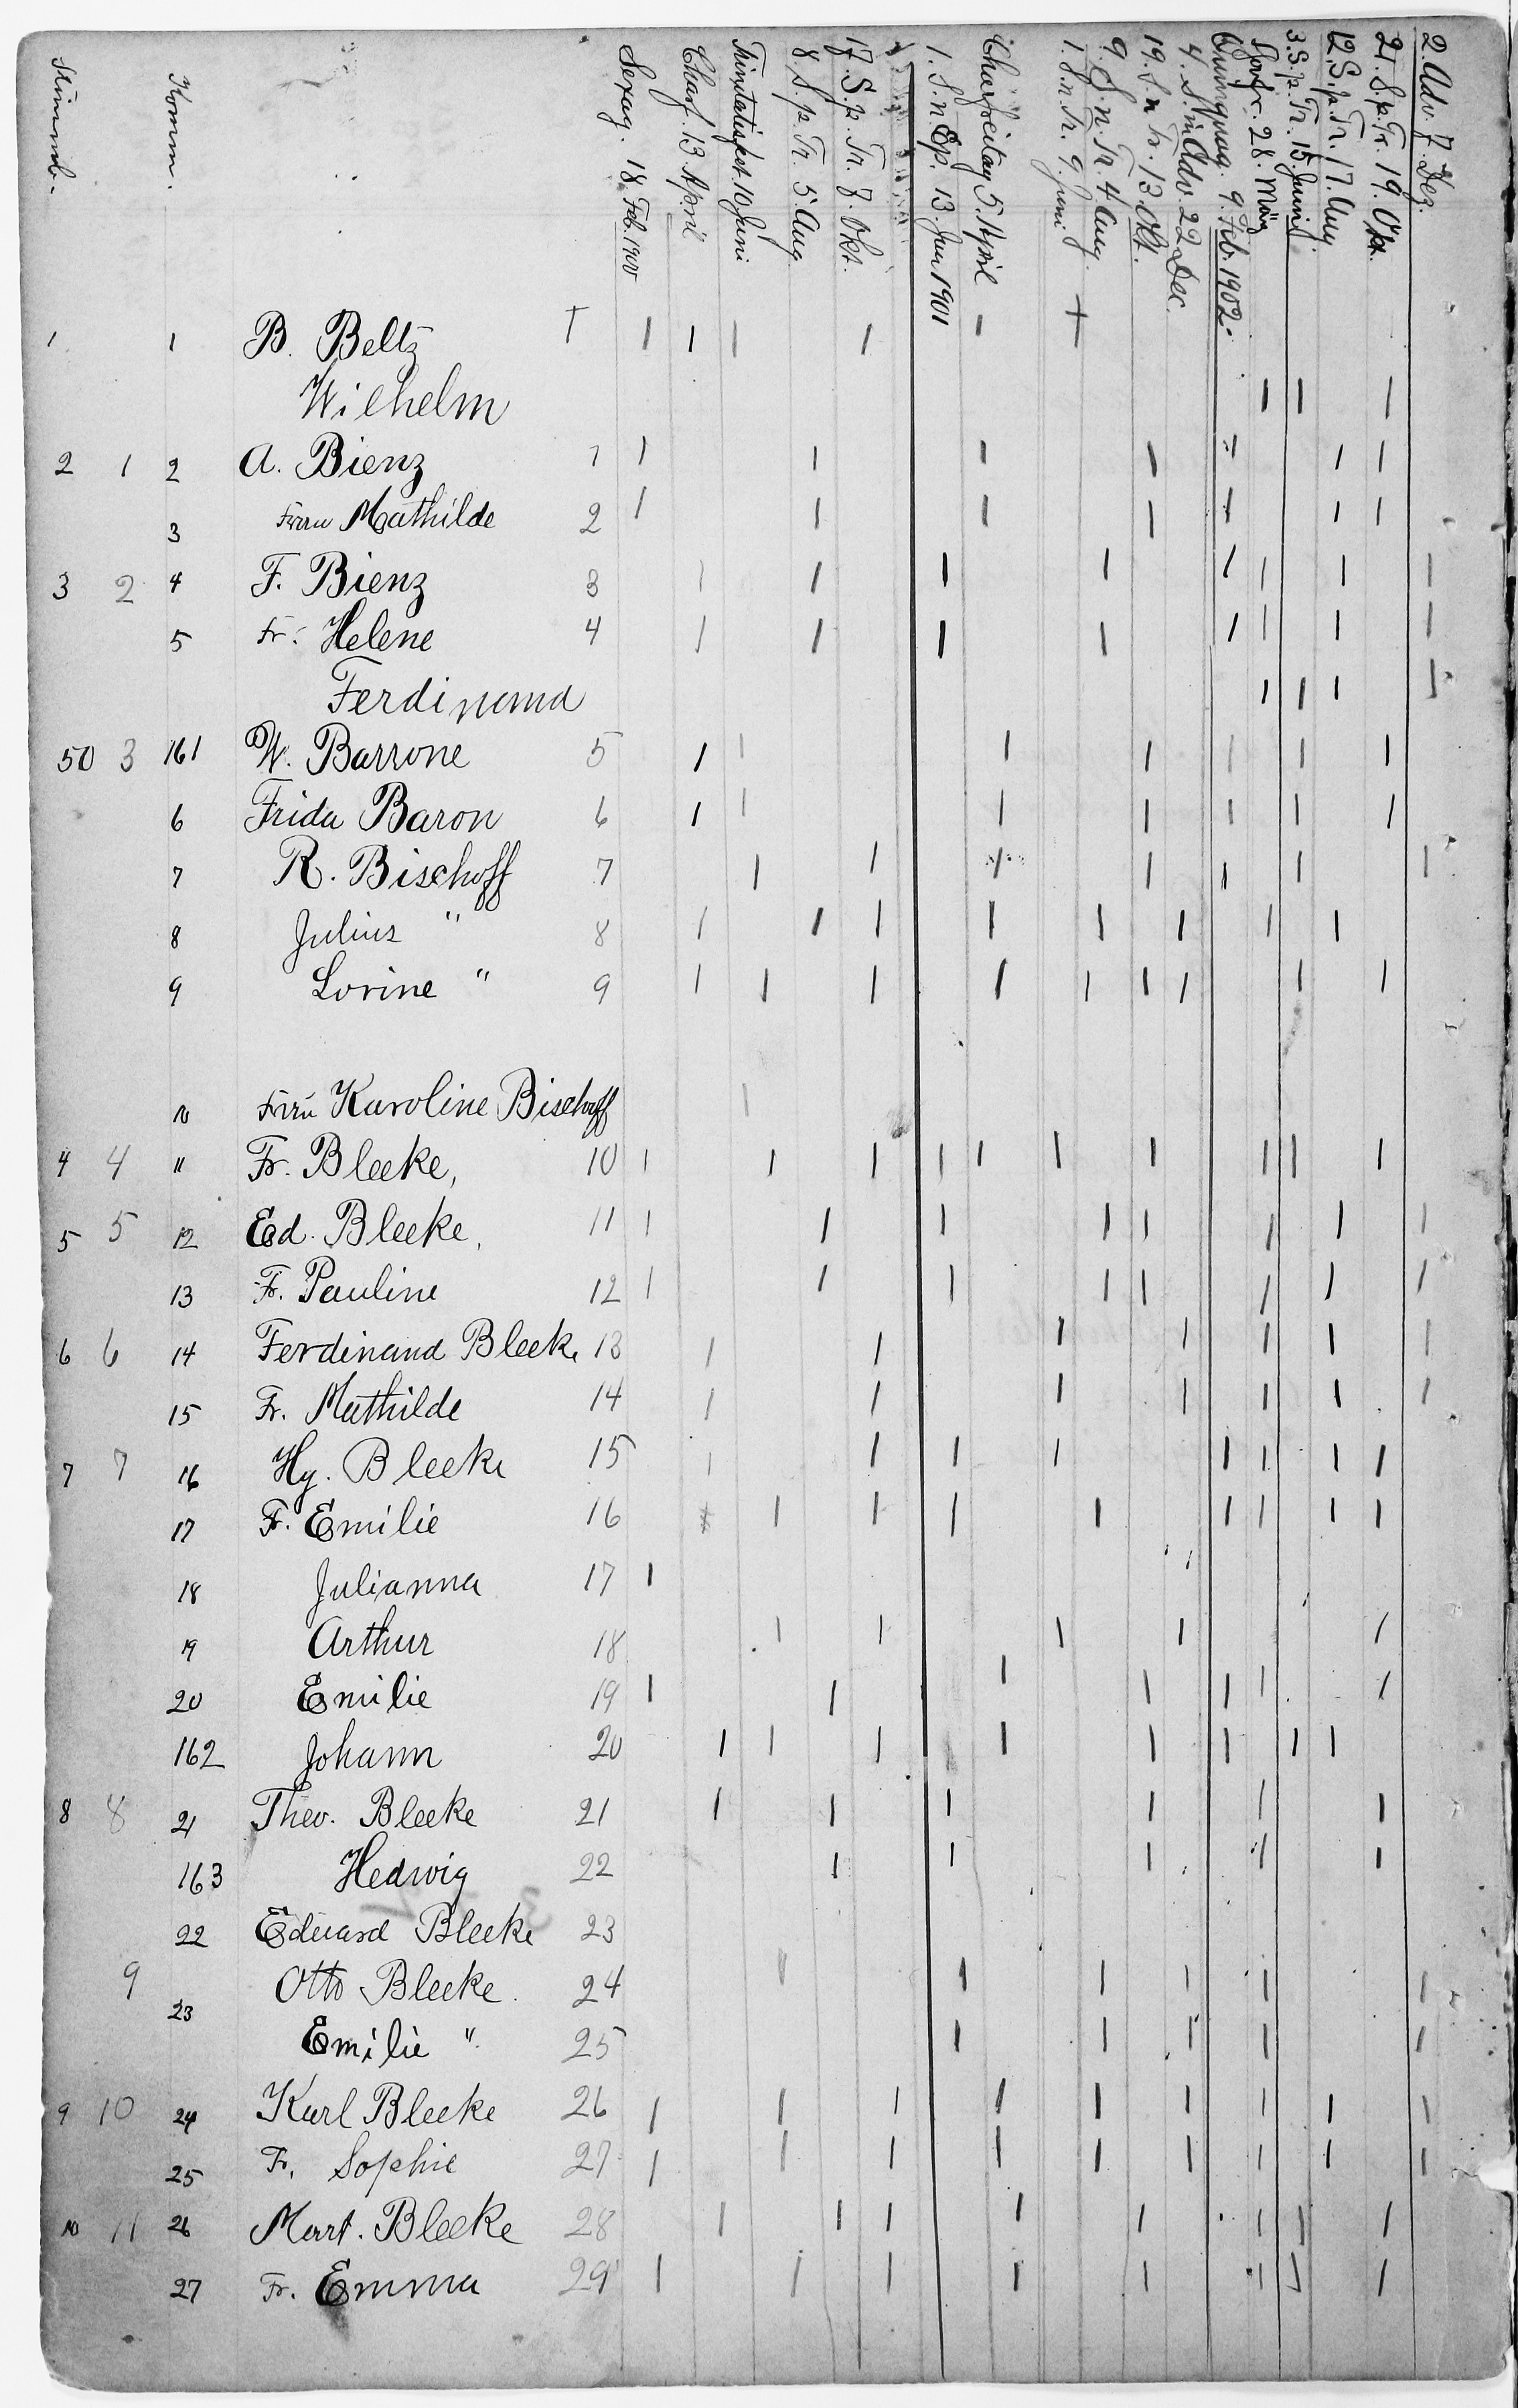 Stimmb.
Komm.
Sexag. 18 Feb. 1900
Charf. 13 April
Trinitatisfest 10 Juni
8. S. p. Tr. 5. Aug.
17. S. p. Tr. 7. Okt.
1. S. n. Ep. 13. Jan 1901
Charfreitag 5. April
1. S. n. Tr. 9. Juni
9. S. n. Tr. 4 Aug.
19. S. n Tr. 13. Okt.
4. S. in Adv. 22 Dec.
Quinquag. 9. Feb. 1902.
28. März
3. S. p. Tr. 15. Juni
12. S. p. Tr. 17. Aug
21. S. p. Tr. 19. Okt.
2. Adv. 7. Dez.
1 1 B. Beltz †
Wilhelm
2 1 2 A. Bienz 1
3 Frau Mathilde 2
3 2 4 F. Bienz 3
5 Fr. Helene 4
Ferdinand
50 3 161 W. Barrone 5
6 Frida Baron 6
7 R. Bischoff 7
8 Julius " 8
9 Lorine " 9
10 Frau Karoline Bischoff
4 4 11 Fr. Bleeke, 10
5 5 12 Ed. Bleeke, 11
13 Fr. Pauline 12
6 6 14 Ferdinand Bleeke 13
15 Fr. Mathilde 14
7 7 16 Hy. Bleeke 15
17 Fr. Emilie 16
18 Julianna 17
19 Arthur 18
20 Emilie 19
162 Johann 20
8 8 21 Theo. Bleeke 21
163 Hedwig 22
22 Eduard Bleeke 23
9 23 Otto Bleeke. 24
Emilie " 25
9 10 24 Karl Bleeke 26
25 Fr. Sophie 27
10 11 26 Mart. Bleeke 28
27 Fr. Emma 29